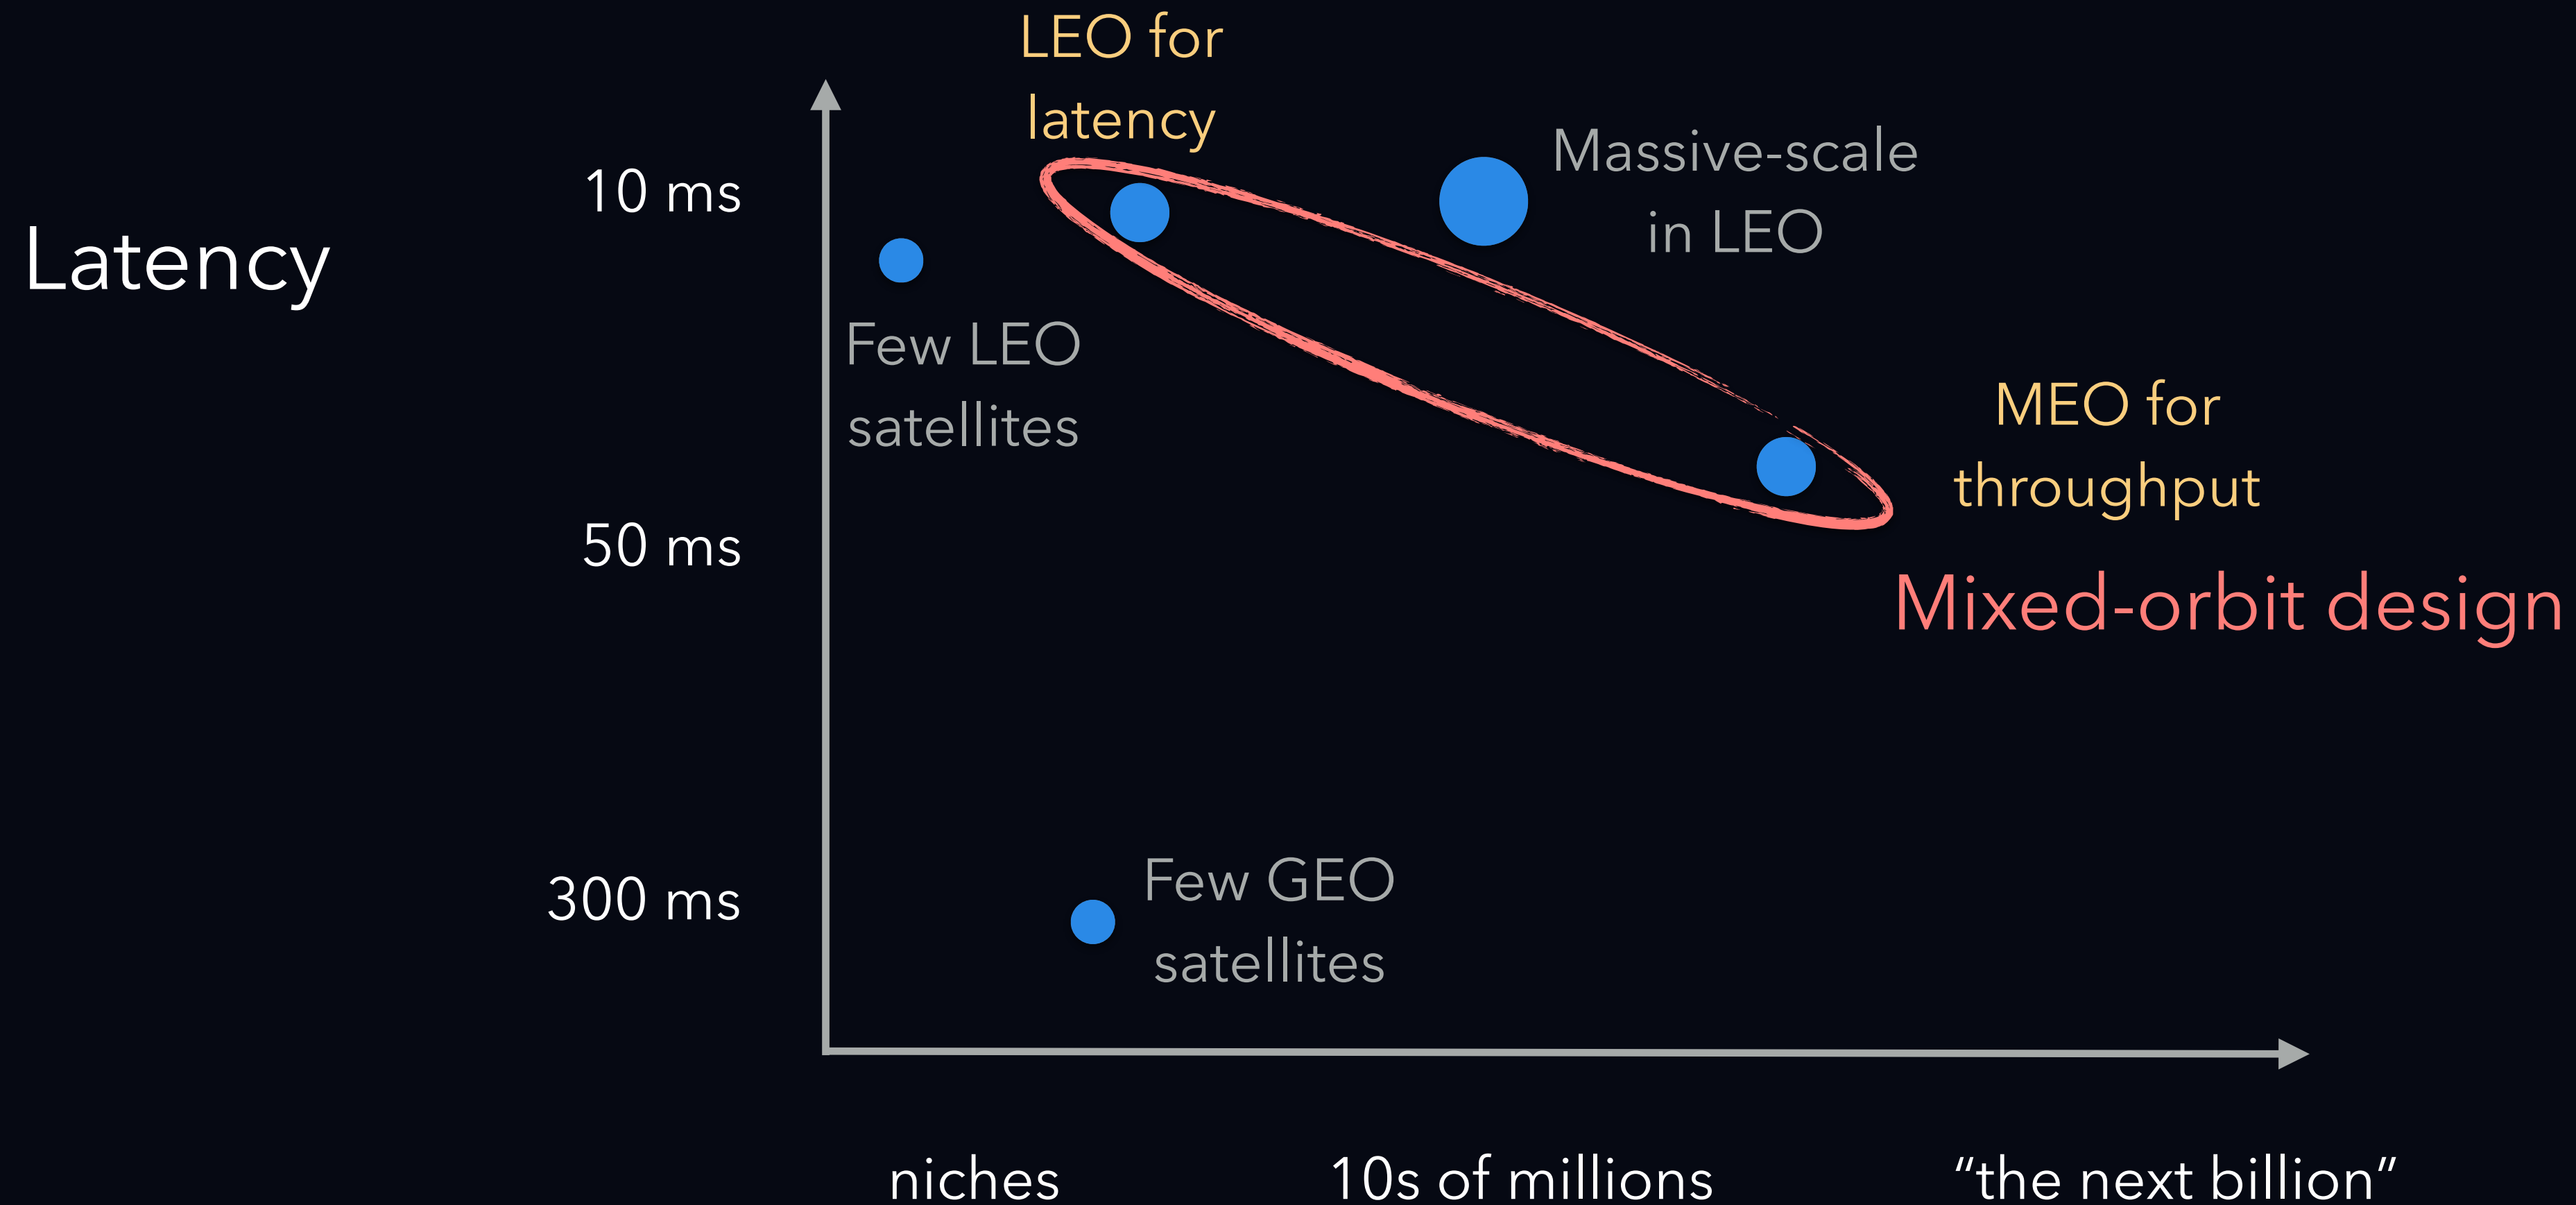 LEO for
latency
Massive-scale
in LEO
10 ms
Latency
Few LEO
satellites
MEO for
throughput
50 ms
Mixed-orbit design
300 ms
Few GEO
satellites
niches
10s of millions
“the next billion”